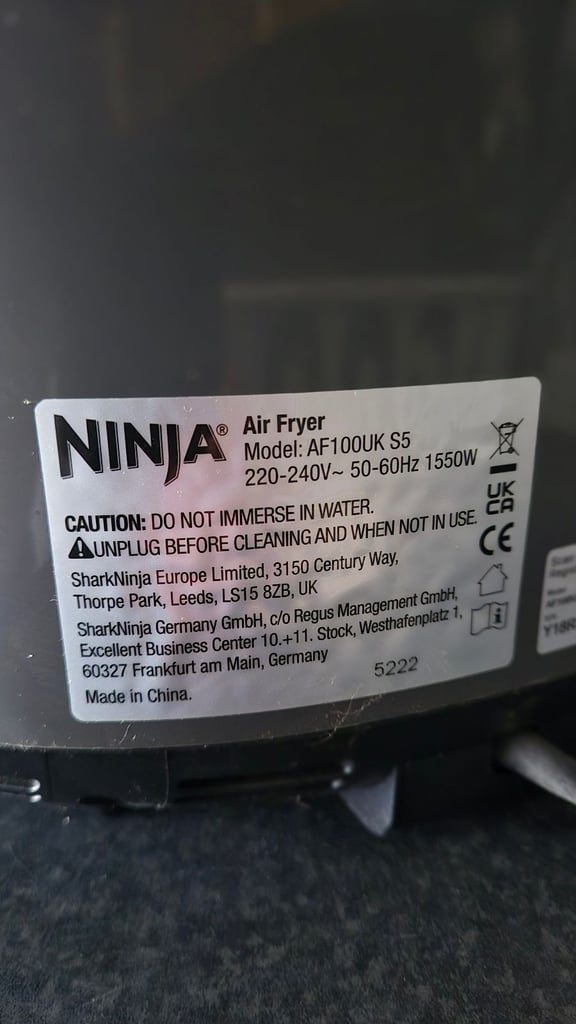 NINJA® Air Fryer
Model: AF100UK S5
220-240V~ 50-60Hz 1550W
CAUTION: DO NOT IMMERSE IN WATER.
UNPLUG BEFORE CLEANING AND WHEN NOT IN USE.
SharkNinja Europe Limited, 3150 Century Way,
Thorpe Park, Leeds, LS15 8ZB, UK
SharkNinja Germany GmbH, c/o Regus Management GmbH,
Excellent Business Center 10.+11. Stock, Westhafenplatz 1,
60327 Frankfurt am Main, Germany
5222
Made in China.
UK
CA
CE